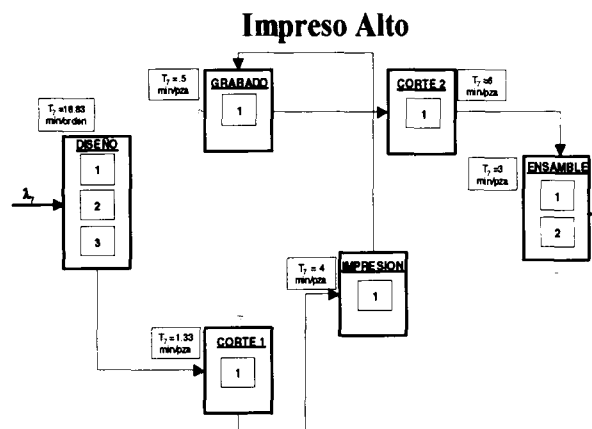 Impreso Alto
T₇ =.5
min/pza
GRABADO
1
CORTE 2
1
T₇ =6
min/pza
T₇ =16.83
min/orden
DISEÑO
1
2
3
λ₇
T₇ =3
min/pza
ENSAMBLE
1
2
T₇ = 4
min/pza
IMPRESION
1
T₇ =1.33
min/pza
CORTE 1
1